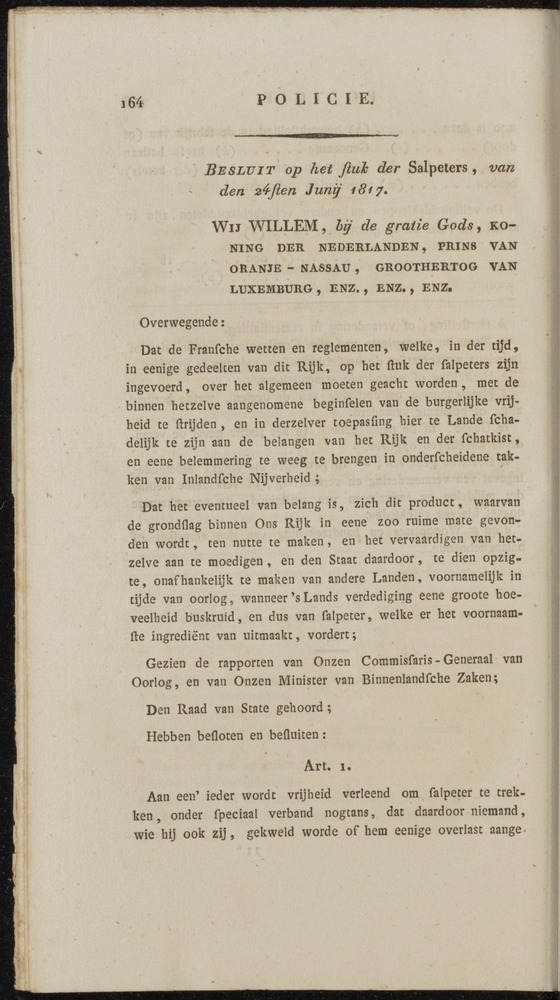 164
POLICIE.
BESLUIT op het ſtuk der Salpeters, van
den 24ſten Junij 1817.
WIJ WILLEM, bij de gratie Gods, KO-
NING DER NEDERLANDEN, PRINS VAN
ORANJE - NASSAU, GROOTHERTOG VAN
LUXEMBURG, ENZ., ENZ., ENZ.
Overwegende:
Dat de Franſche wetten en reglementen, welke, in der tijd,
in eenige gedeelten van dit Rijk, op het ſtuk der ſalpeters zijn
ingevoerd, over het algemeen moeten geacht worden, met de
binnen hetzelve aangenomene beginſelen van de burgerlijke vrij-
heid te ſtrijden, en in derzelver toepasſing hier te Lande ſcha-
delijk te zijn aan de belangen van het Rijk en der ſchatkist,
en eene belemmering te weeg te brengen in onderſcheidene tak-
ken van Inlandſche Nijverheid;
Dat het eventueel van belang is, zich dit product, waarvan
de grondſlag binnen Ons Rijk in eene zoo ruime mate gevon-
den wordt, ten nutte te maken, en het vervaardigen van het-
zelve aan te moedigen, en den Staat daardoor, te dien opzig-
te, onafhankelijk te maken van andere Landen, voornamelijk in
tijde van oorlog, wanneer 's Lands verdediging eene groote hoe-
veelheid buskruid, en dus van ſalpeter, welke er het voornaam-
ſte ingrediënt van uitmaakt, vordert;
Gezien de rapporten van Onzen Commisſaris-Generaal van
Oorlog, en van Onzen Minister van Binnenlandſche Zaken;
Den Raad van State gehoord;
Hebben beſloten en beſluiten:
Art. 1.
Aan een' ieder wordt vrijheid verleend om ſalpeter te trek-
ken, onder ſpeciaal verband nogtans, dat daardoor niemand,
wie hij ook zij, gekweld worde of hem eenige overlast aange-